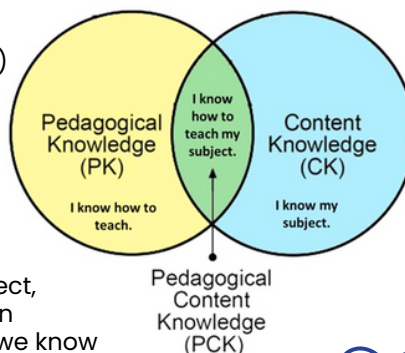 )
Pedagogical
Knowledge
(PK)
I know how to
teach.
I know
how to
teach my
subject.
Content
Knowledge
(CK)
I know my
subject.
Pedagogical
Content
Knowledge
(PCK)
ect,
n
we know